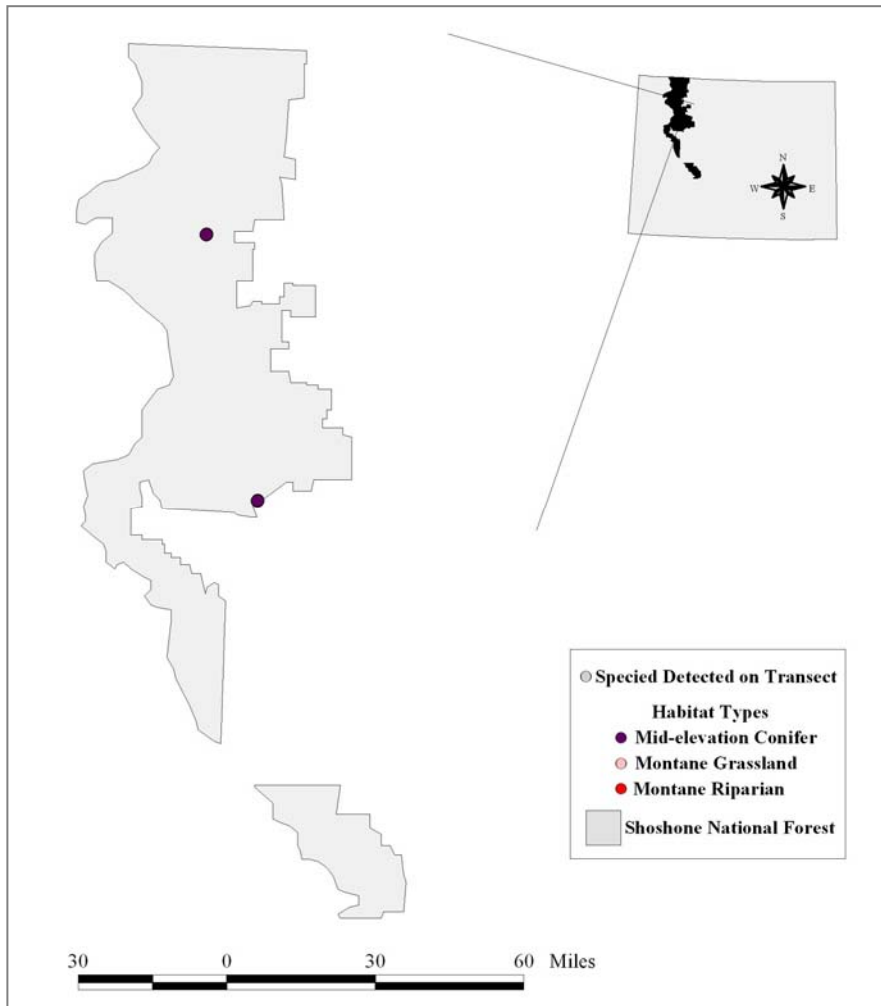 N
W E
S
Specied Detected on Transect
Habitat Types
Mid-elevation Conifer
Montane Grassland
Montane Riparian
Shoshone National Forest
30 0 30 60 Miles